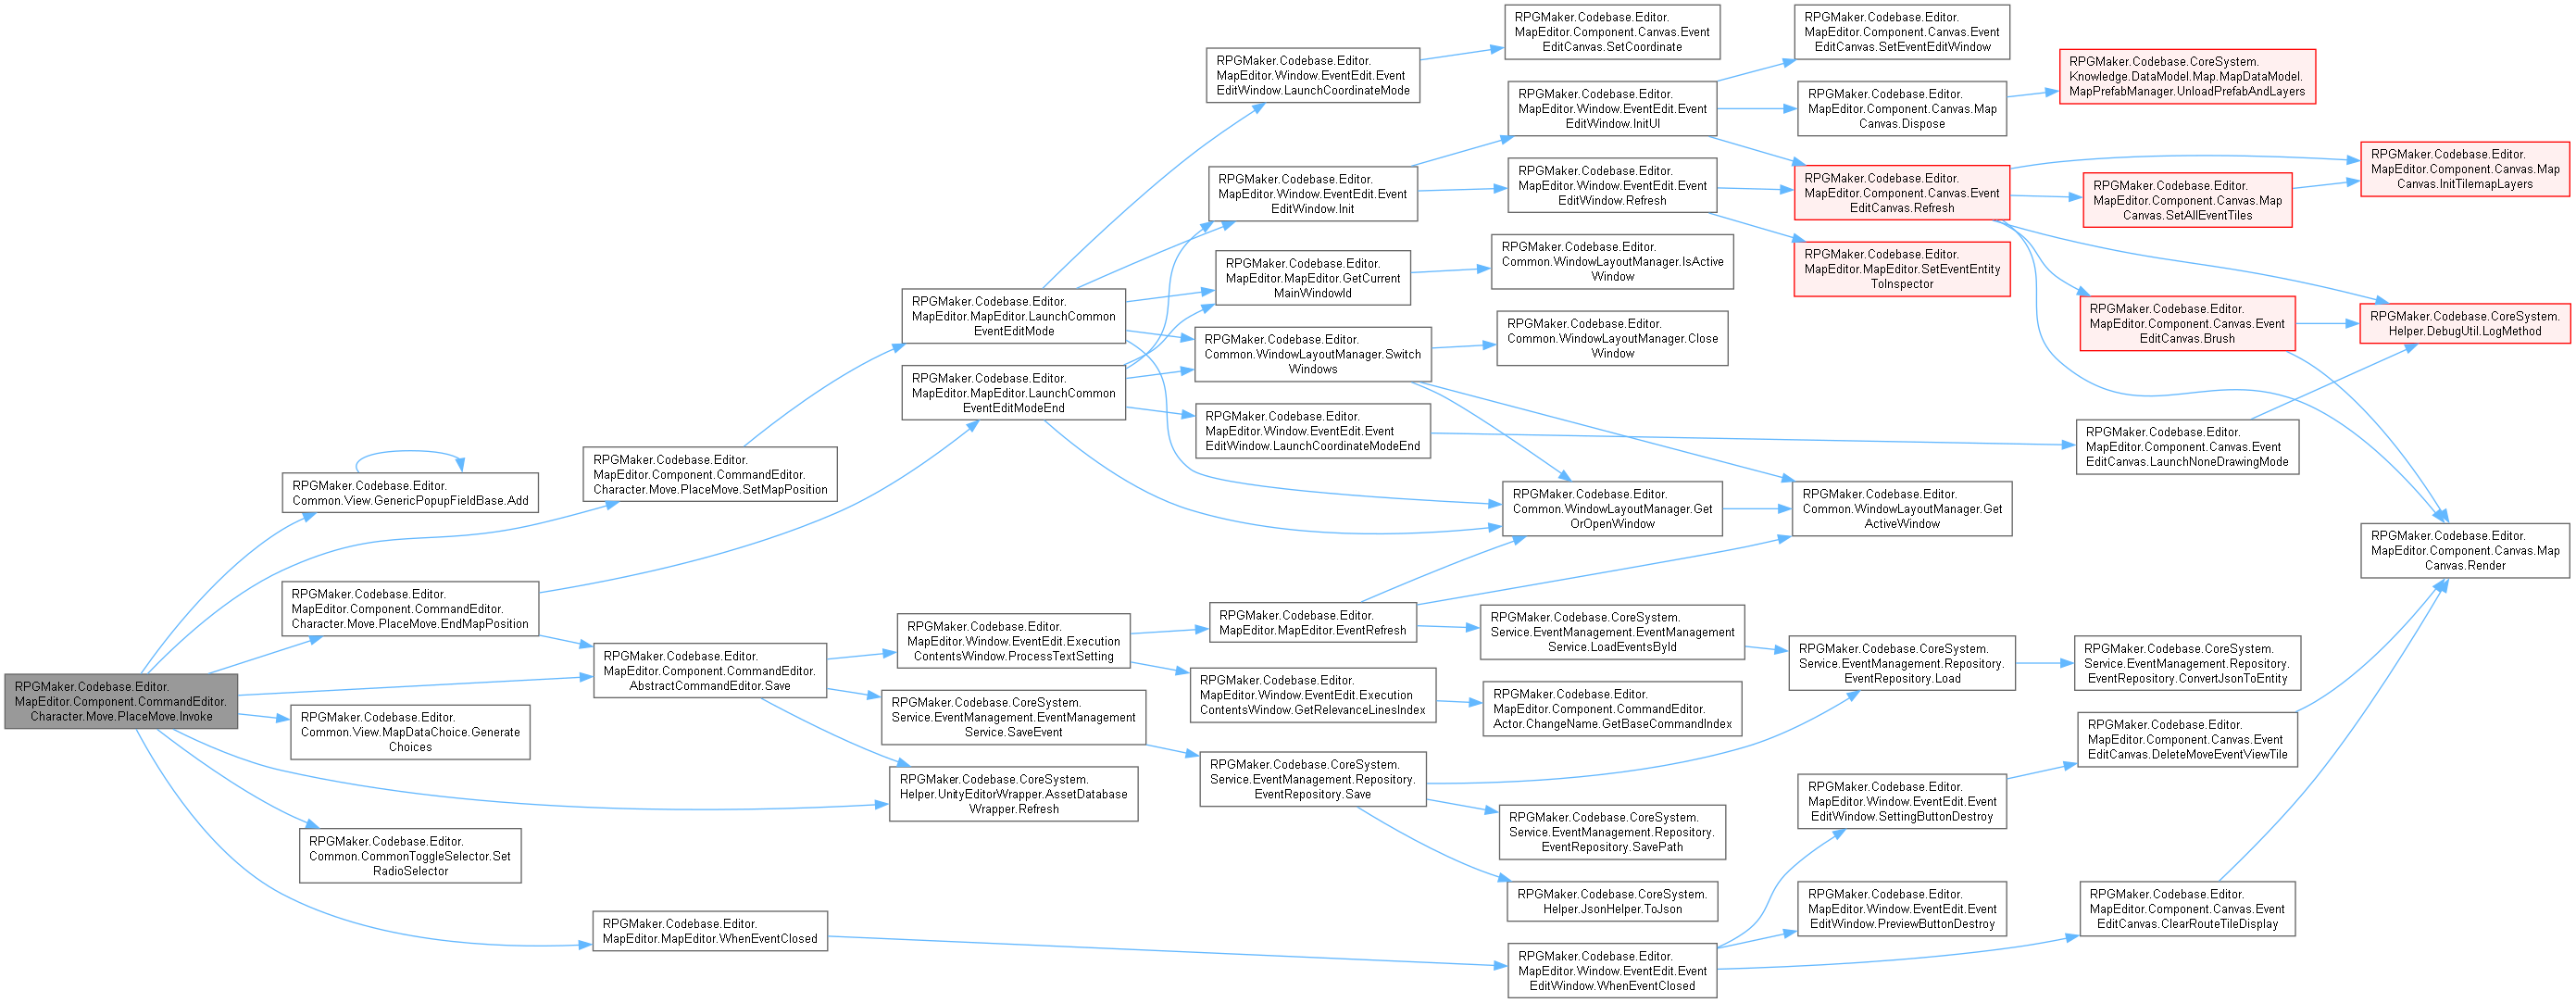 RPGMaker.Codebase.Editor.
MapEditor.Component.CommandEditor.
Character.Move.PlaceMove.Invoke
RPGMaker.Codebase.Editor.
Common.View.GenericPopupFieldBase.Add
RPGMaker.Codebase.Editor.
MapEditor.Component.CommandEditor.
Character.Move.PlaceMove.EndMapPosition
RPGMaker.Codebase.Editor.
Common.View.MapDataChoice.Generate
Choices
RPGMaker.Codebase.Editor.
Common.CommonToggleSelector.Set
RadioSelector
RPGMaker.Codebase.Editor.
MapEditor.Component.CommandEditor.
Character.Move.PlaceMove.SetMapPosition
RPGMaker.Codebase.Editor.
MapEditor.Component.CommandEditor.
AbstractCommandEditor.Save
RPGMaker.Codebase.Editor.
MapEditor.MapEditor.WhenEventClosed
RPGMaker.Codebase.Editor.
MapEditor.MapEditor.LaunchCommon
EventEditMode
RPGMaker.Codebase.Editor.
MapEditor.MapEditor.LaunchCommon
EventEditModeEnd
RPGMaker.Codebase.Editor.
MapEditor.Window.EventEdit.Execution
ContentsWindow.ProcessTextSetting
RPGMaker.Codebase.CoreSystem.
Service.EventManagement.EventManagement
Service.SaveEvent
RPGMaker.Codebase.CoreSystem.
Helper.UnityEditorWrapper.AssetDatabase
Wrapper.Refresh
RPGMaker.Codebase.Editor.
MapEditor.Window.EventEdit.Event
EditWindow.LaunchCoordinateMode
RPGMaker.Codebase.Editor.
MapEditor.Window.EventEdit.Event
EditWindow.Init
RPGMaker.Codebase.Editor.
MapEditor.MapEditor.GetCurrent
MainWindowId
RPGMaker.Codebase.Editor.
Common.WindowLayoutManager.Switch
Windows
RPGMaker.Codebase.Editor.
MapEditor.Window.EventEdit.Event
EditWindow.LaunchCoordinateModeEnd
RPGMaker.Codebase.Editor.
MapEditor.MapEditor.EventRefresh
RPGMaker.Codebase.Editor.
MapEditor.Window.EventEdit.Execution
ContentsWindow.GetRelevanceLinesIndex
RPGMaker.Codebase.CoreSystem.
Service.EventManagement.Repository.
EventRepository.Save
RPGMaker.Codebase.Editor.
MapEditor.Component.Canvas.Event
EditCanvas.SetCoordinate
RPGMaker.Codebase.Editor.
MapEditor.Window.EventEdit.Event
EditWindow.InitUI
RPGMaker.Codebase.Editor.
MapEditor.Window.EventEdit.Event
EditWindow.Refresh
RPGMaker.Codebase.Editor.
Common.WindowLayoutManager.IsActive
Window
RPGMaker.Codebase.Editor.
Common.WindowLayoutManager.Close
Window
RPGMaker.Codebase.Editor.
Common.WindowLayoutManager.Get
OrOpenWindow
RPGMaker.Codebase.CoreSystem.
Service.EventManagement.EventManagement
Service.LoadEventsById
RPGMaker.Codebase.Editor.
MapEditor.Component.CommandEditor.
Actor.ChangeName.GetBaseCommandIndex
RPGMaker.Codebase.CoreSystem.
Service.EventManagement.Repository.
EventRepository.SavePath
RPGMaker.Codebase.CoreSystem.
Helper.JsonHelper.ToJson
RPGMaker.Codebase.Editor.
MapEditor.Window.EventEdit.Event
EditWindow.WhenEventClosed
RPGMaker.Codebase.Editor.
MapEditor.Component.Canvas.Event
EditCanvas.SetEventEditWindow
RPGMaker.Codebase.Editor.
MapEditor.Component.Canvas.Map
Canvas.Dispose
RPGMaker.Codebase.Editor.
MapEditor.Component.Canvas.Event
EditCanvas.Refresh
RPGMaker.Codebase.Editor.
MapEditor.MapEditor.SetEventEntity
ToInspector
RPGMaker.Codebase.Editor.
Common.WindowLayoutManager.Get
ActiveWindow
RPGMaker.Codebase.CoreSystem.
Service.EventManagement.Repository.
EventRepository.Load
RPGMaker.Codebase.Editor.
MapEditor.Window.EventEdit.Event
EditWindow.SettingButtonDestroy
RPGMaker.Codebase.Editor.
MapEditor.Window.EventEdit.Event
EditWindow.PreviewButtonDestroy
RPGMaker.Codebase.CoreSystem.
Knowledge.DataModel.Map.MapDataModel.
MapPrefabManager.UnloadPrefabAndLayers
RPGMaker.Codebase.Editor.
MapEditor.Component.Canvas.Map
Canvas.SetAllEventTiles
RPGMaker.Codebase.Editor.
MapEditor.Component.Canvas.Event
EditCanvas.Brush
RPGMaker.Codebase.Editor.
MapEditor.Component.Canvas.Event
EditCanvas.LaunchNoneDrawingMode
RPGMaker.Codebase.CoreSystem.
Service.EventManagement.Repository.
EventRepository.ConvertJsonToEntity
RPGMaker.Codebase.Editor.
MapEditor.Component.Canvas.Event
EditCanvas.DeleteMoveEventViewTile
RPGMaker.Codebase.Editor.
MapEditor.Component.Canvas.Event
EditCanvas.ClearRouteTileDisplay
RPGMaker.Codebase.Editor.
MapEditor.Component.Canvas.Map
Canvas.InitTilemapLayers
RPGMaker.Codebase.CoreSystem.
Helper.DebugUtil.LogMethod
RPGMaker.Codebase.Editor.
MapEditor.Component.Canvas.Map
Canvas.Render